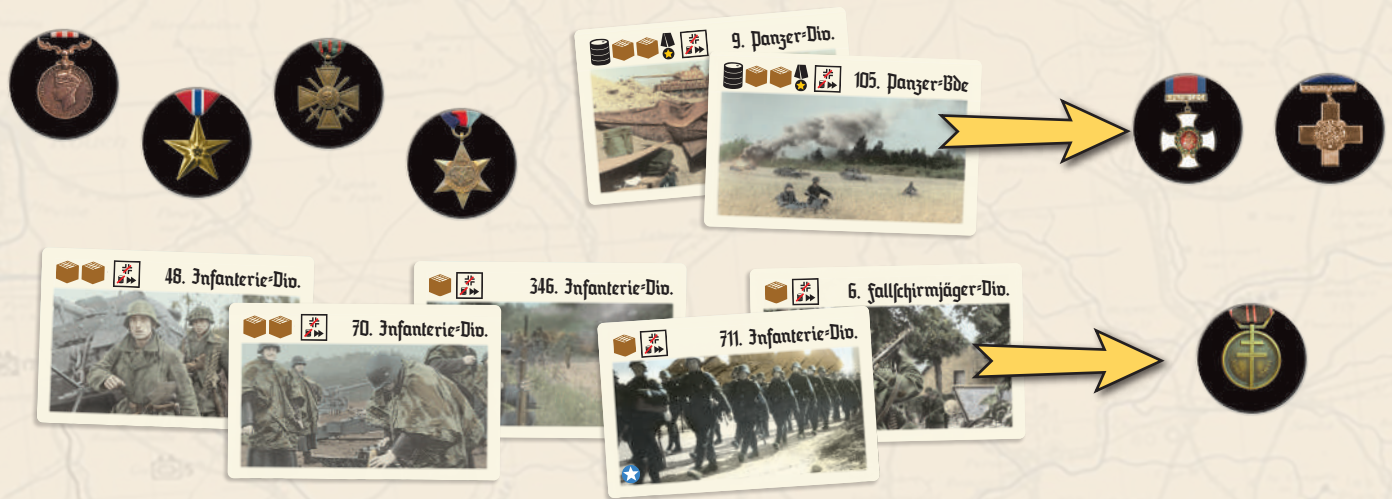 9. Panzer-Div.
105. Panzer-Bde
48. Infanterie-Div.
70. Infanterie-Div.
346. Infanterie-Div.
711. Infanterie-Div.
6. Fallschirmjäger-Div.